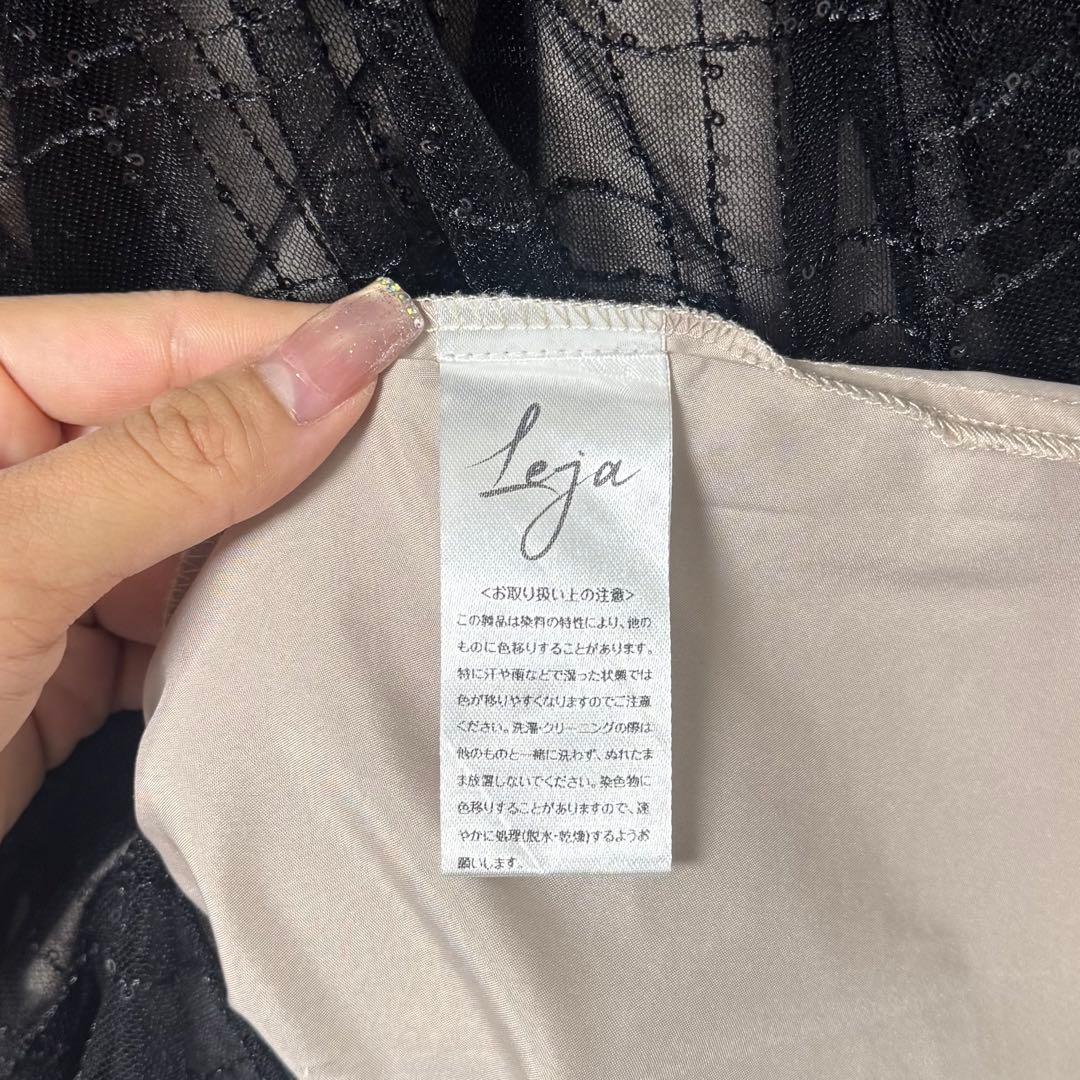 Leja
<お取り扱い上の注意>
この製品は染料の特性により、他の
ものに色移りすることがあります。
特に汗や雨などで湿った状態では
色が移りやすくなりますのでご注意
ください。洗濯・クリーニングの際は
他のものと一緒に洗わず、ぬれたま
ま放置しないでください。染色物に
色移りすることがありますので、速
やかに処理(脱水・乾燥)するようお
願いします。